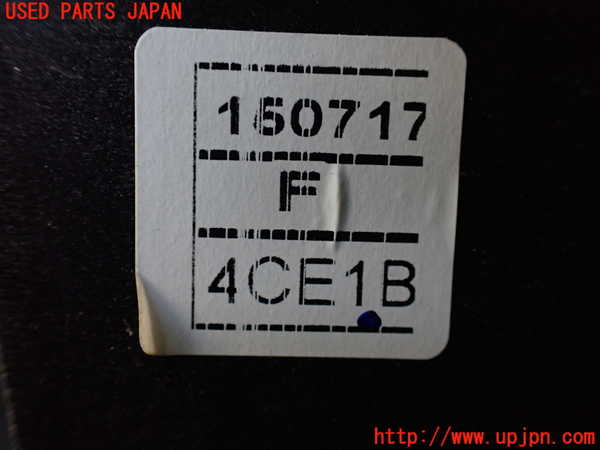 USED PARTS JAPAN
160717
F
4CE1B
http://www.upjpn.com/